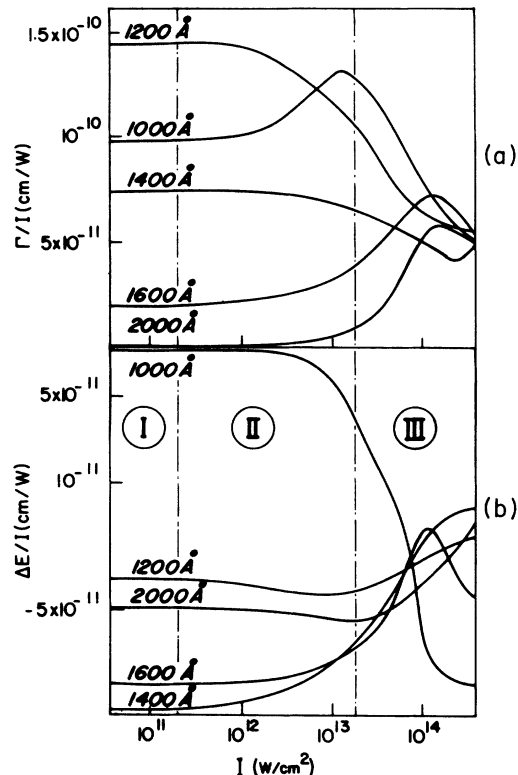 1.5x10⁻¹⁰
1200 Å
1000 Å
10⁻¹⁰
(a)
Γ/I (cm/W)
1400 Å
5x10⁻¹¹
1600 Å
2000 Å
1000 Å
5x10⁻¹¹
I
II
III
10⁻¹¹
(b)
ΔE/I (cm/W)
1200 Å
2000 Å
-5x10⁻¹¹
1600 Å
1400 Å
10¹¹
10¹²
10¹³
10¹⁴
I (W/cm²)